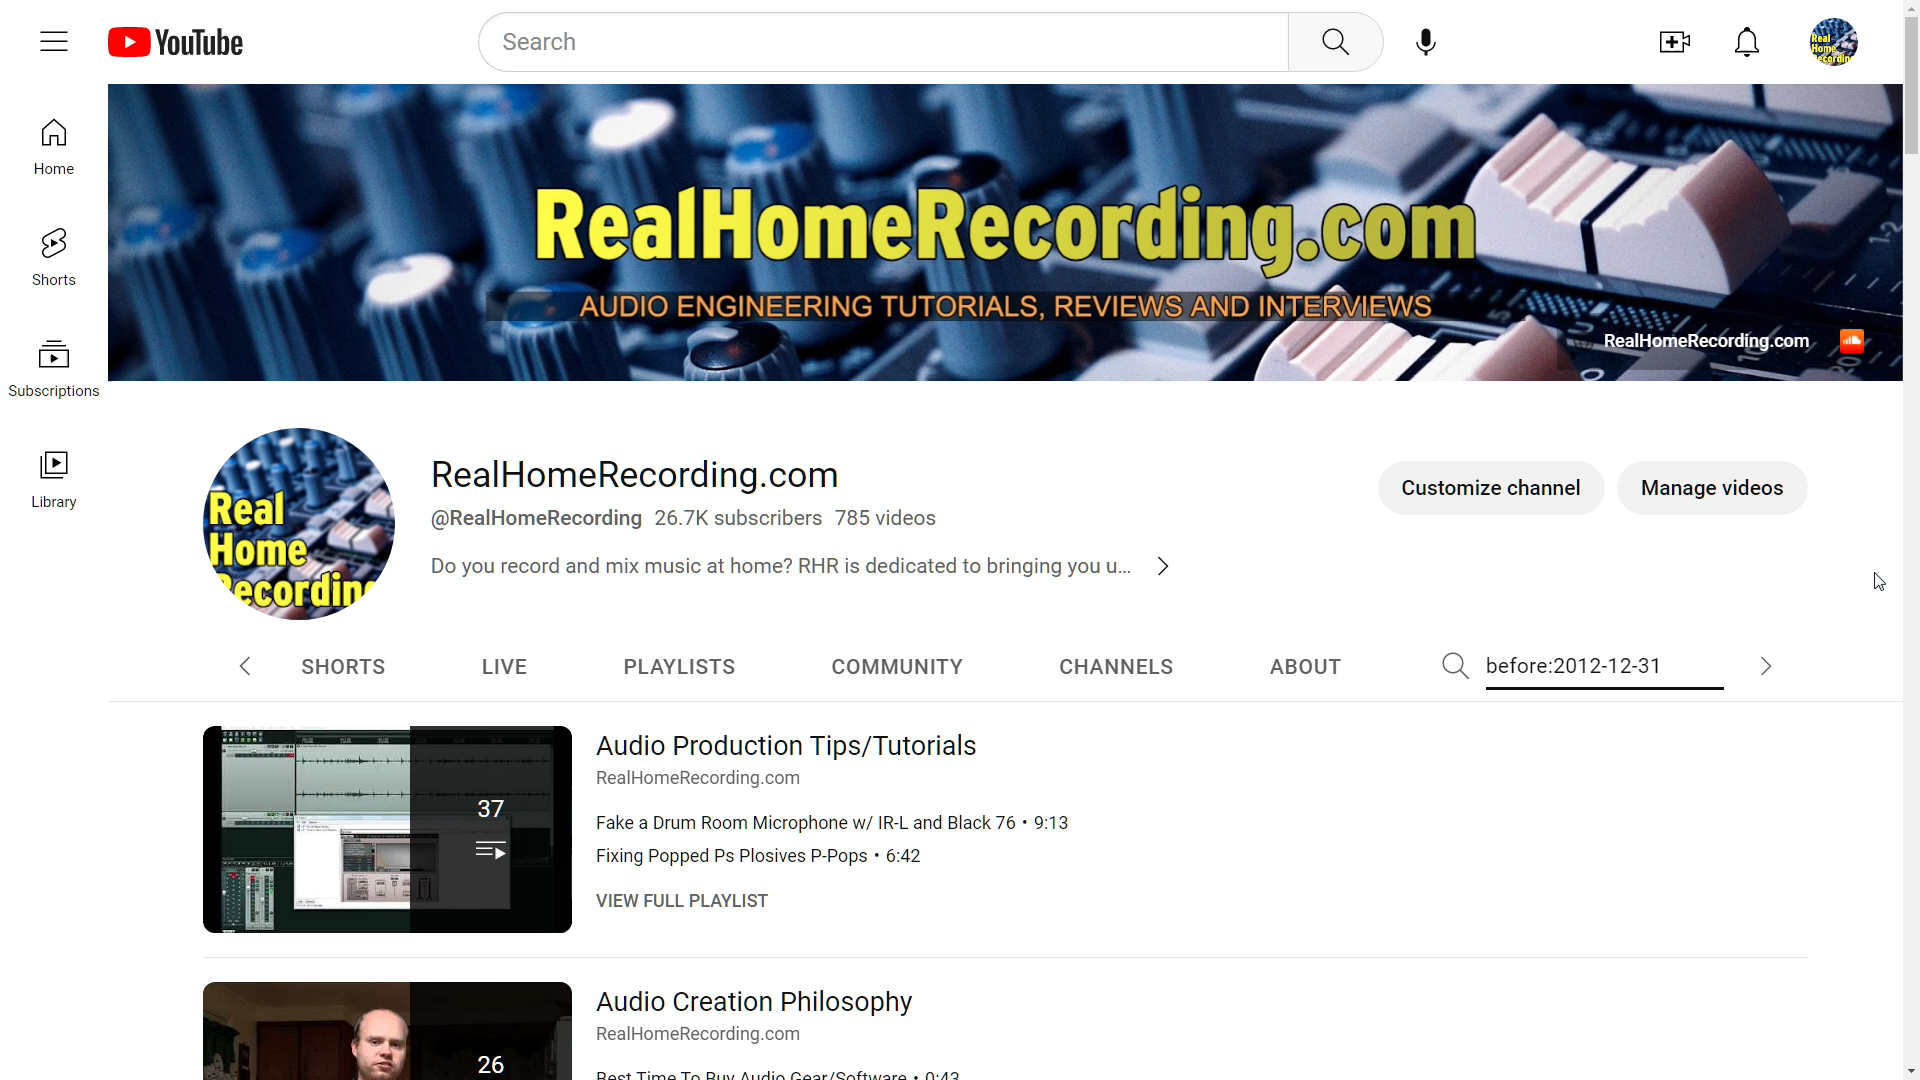 YouTube
Search
Real
Home
Recording
Home
Shorts
Subscriptions
Library
RealHomeRecording.com
AUDIO ENGINEERING TUTORIALS, REVIEWS AND INTERVIEWS
RealHomeRecording.com
Real
Home
Recording
RealHomeRecording.com
@RealHomeRecording 26.7K subscribers 785 videos
Do you record and mix music at home? RHR is dedicated to bringing you u...
Customize channel
Manage videos
SHORTS LIVE PLAYLISTS COMMUNITY CHANNELS ABOUT before:2012-12-31
37
Audio Production Tips/Tutorials
RealHomeRecording.com
Fake a Drum Room Microphone w/ IR-L and Black 76 • 9:13
Fixing Popped Ps Plosives P-Pops • 6:42
VIEW FULL PLAYLIST
26
Audio Creation Philosophy
RealHomeRecording.com
Best Time To Buy Audio Gear/Software • 0:43